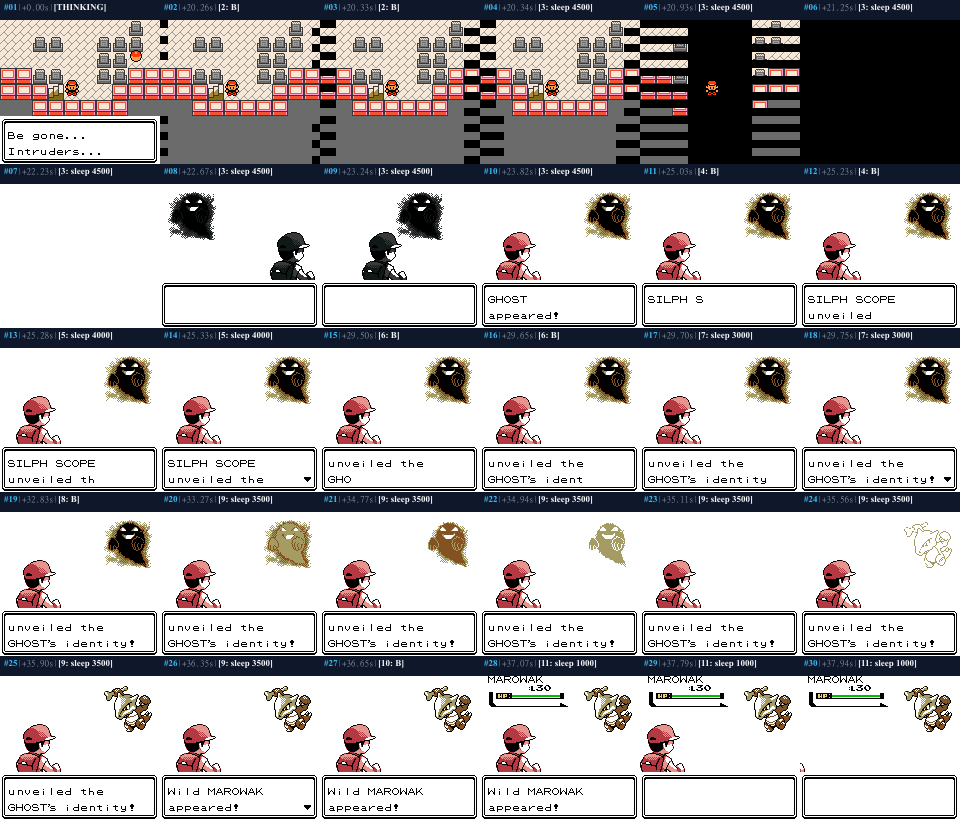 #01 | +0.00s | [THINKING]
#02 | +20.26s | [2: B]
#03 | +20.33s | [2: B]
#04 | +20.34s | [3: sleep 4500]
#05 | +20.93s | [3: sleep 4500]
#06 | +21.25s | [3: sleep 4500]
Be gone...
Intruders...
#07 | +22.23s | [3: sleep 4500]
#08 | +22.67s | [3: sleep 4500]
#09 | +23.24s | [3: sleep 4500]
#10 | +23.82s | [3: sleep 4500]
#11 | +25.03s | [4: B]
#12 | +25.23s | [4: B]
GHOST
appeared!
SILPH S
SILPH SCOPE
unveiled
#13 | +25.28s | [5: sleep 4000]
#14 | +25.33s | [5: sleep 4000]
#15 | +29.50s | [6: B]
#16 | +29.65s | [6: B]
#17 | +29.70s | [7: sleep 3000]
#18 | +29.75s | [7: sleep 3000]
SILPH SCOPE
unveiled th
SILPH SCOPE
unveiled the
unveiled the
GHO
unveiled the
GHOST's ident
unveiled the
GHOST's identity
unveiled the
GHOST's identity!
#19 | +32.83s | [8: B]
#20 | +33.27s | [9: sleep 3500]
#21 | +34.77s | [9: sleep 3500]
#22 | +34.94s | [9: sleep 3500]
#23 | +35.11s | [9: sleep 3500]
#24 | +35.56s | [9: sleep 3500]
unveiled the
GHOST's identity!
unveiled the
GHOST's identity!
unveiled the
GHOST's identity!
unveiled the
GHOST's identity!
unveiled the
GHOST's identity!
unveiled the
GHOST's identity!
#25 | +35.90s | [9: sleep 3500]
#26 | +36.35s | [9: sleep 3500]
#27 | +36.65s | [10: B]
#28 | +37.07s | [11: sleep 1000]
#29 | +37.79s | [11: sleep 1000]
#30 | +37.94s | [11: sleep 1000]
MAROWAK
:L30
HP:
MAROWAK
:L30
HP:
MAROWAK
:L30
HP:
unveiled the
GHOST's identity!
Wild MAROWAK
appeared!
Wild MAROWAK
appeared!
Wild MAROWAK
appeared!